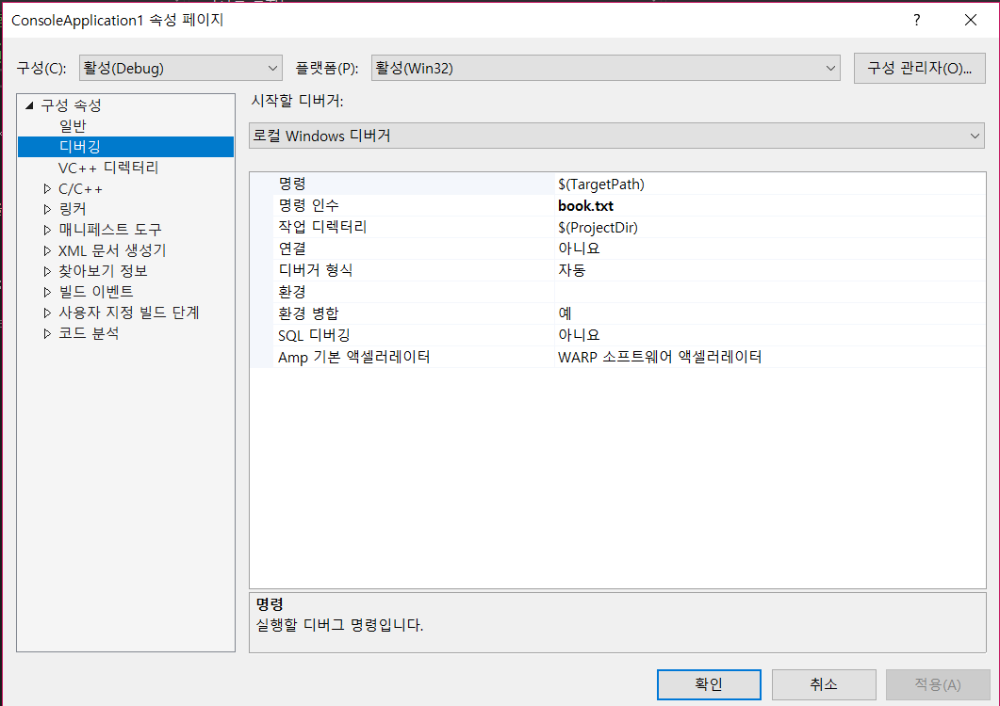 ConsoleApplication1 속성 페이지
?
구성(C): 활성(Debug) 플랫폼(P): 활성(Win32) 구성 관리자(O)...
구성 속성
일반
디버깅
VC++ 디렉터리
C/C++
링커
매니페스트 도구
XML 문서 생성기
찾아보기 정보
빌드 이벤트
사용자 지정 빌드 단계
코드 분석
시작할 디버거:
로컬 Windows 디버거
명령 $(TargetPath)
명령 인수 book.txt
작업 디렉터리 $(ProjectDir)
연결 아니요
디버거 형식 자동
환경
환경 병합 예
SQL 디버깅 아니요
Amp 기본 액셀러레이터 WARP 소프트웨어 액셀러레이터
명령
실행할 디버그 명령입니다.
확인 취소 적용(A)